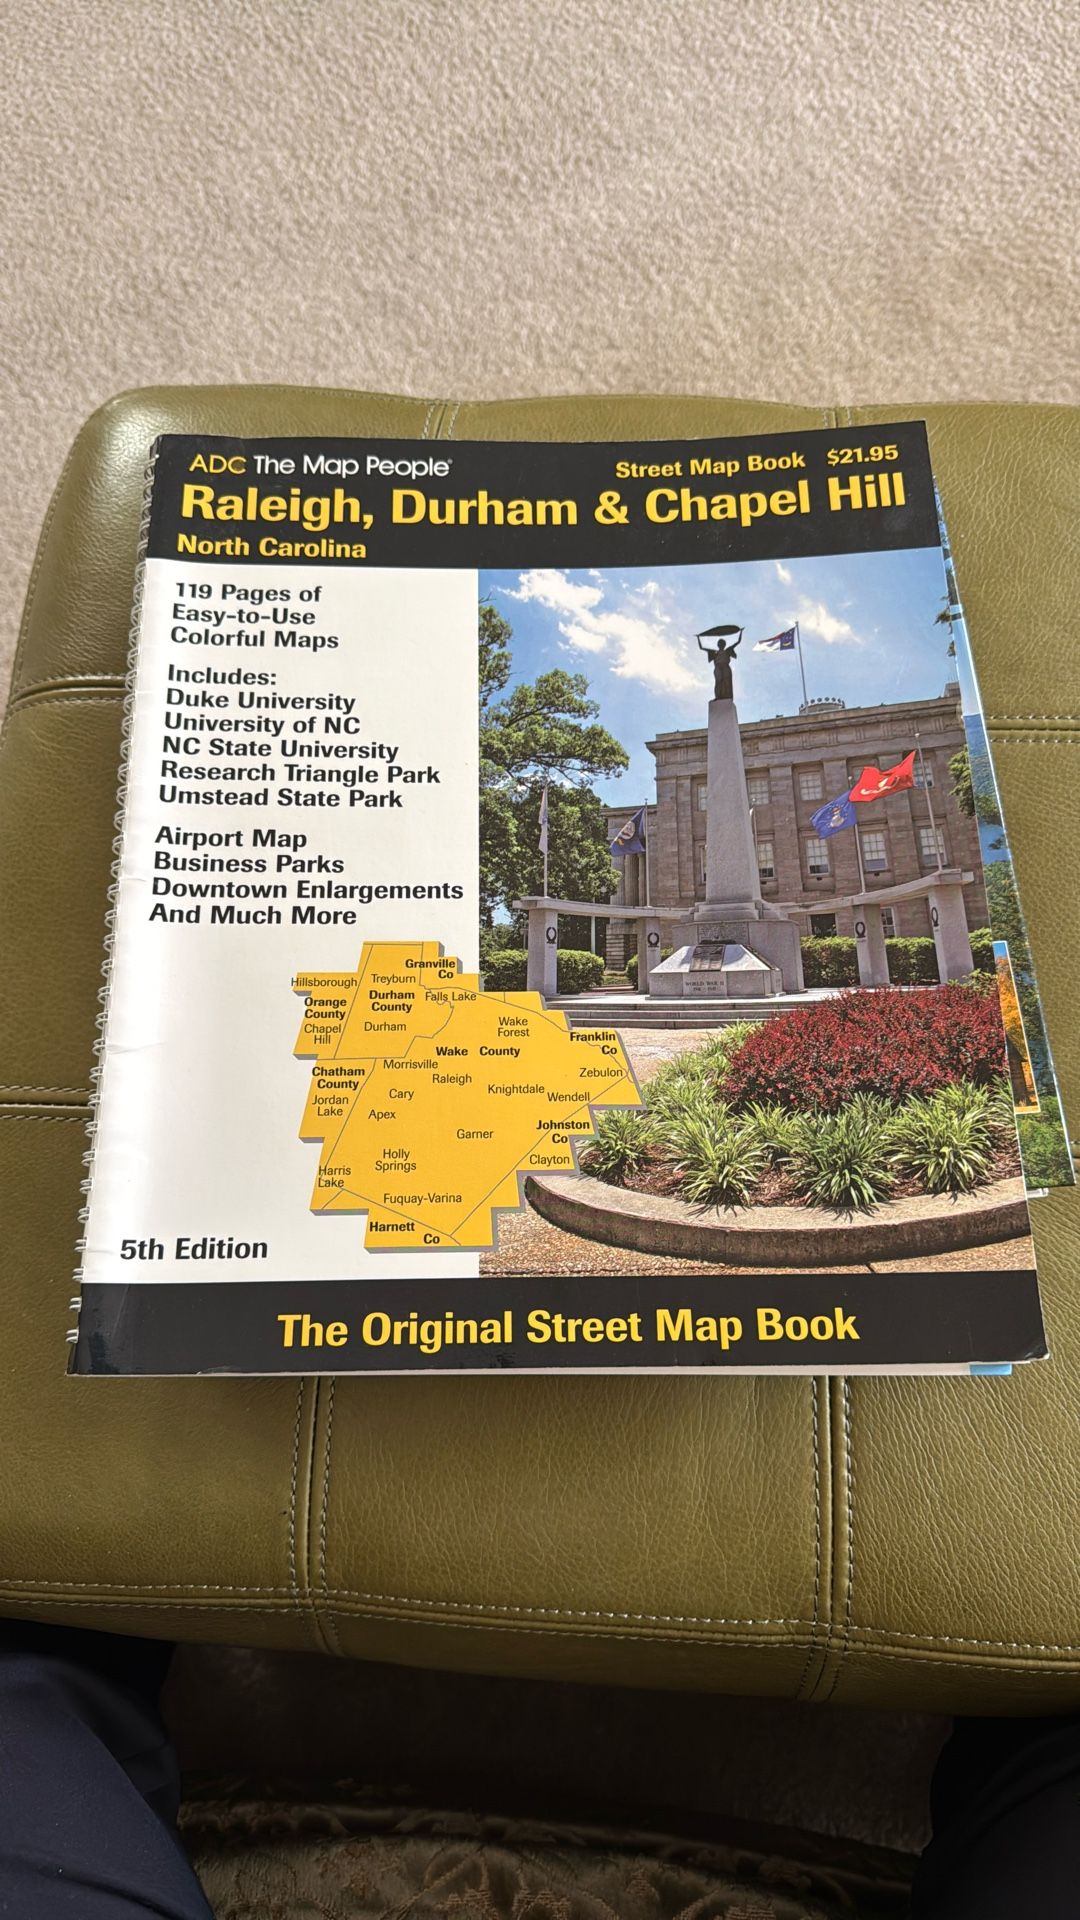 ADC The Map People®
Street Map Book $21.95
Raleigh, Durham & Chapel Hill
North Carolina
119 Pages of
Easy-to-Use
Colorful Maps
Includes:
Duke University
University of NC
NC State University
Research Triangle Park
Umstead State Park
Airport Map
Business Parks
Downtown Enlargements
And Much More
Granville
Co
Hillsborough
Treyburn
Orange
County
Durham
County
Falls Lake
Chapel
Hill
Durham
Wake
Forest
Franklin
Co
Wake County
Chatham
County
Morrisville
Raleigh
Zebulon
Jordan
Lake
Cary
Knightdale
Wendell
Apex
Garner
Johnston
Co
Holly
Springs
Clayton
Harris
Lake
Fuquay-Varina
Harnett
Co
WORLD WAR II
5th Edition
The Original Street Map Book